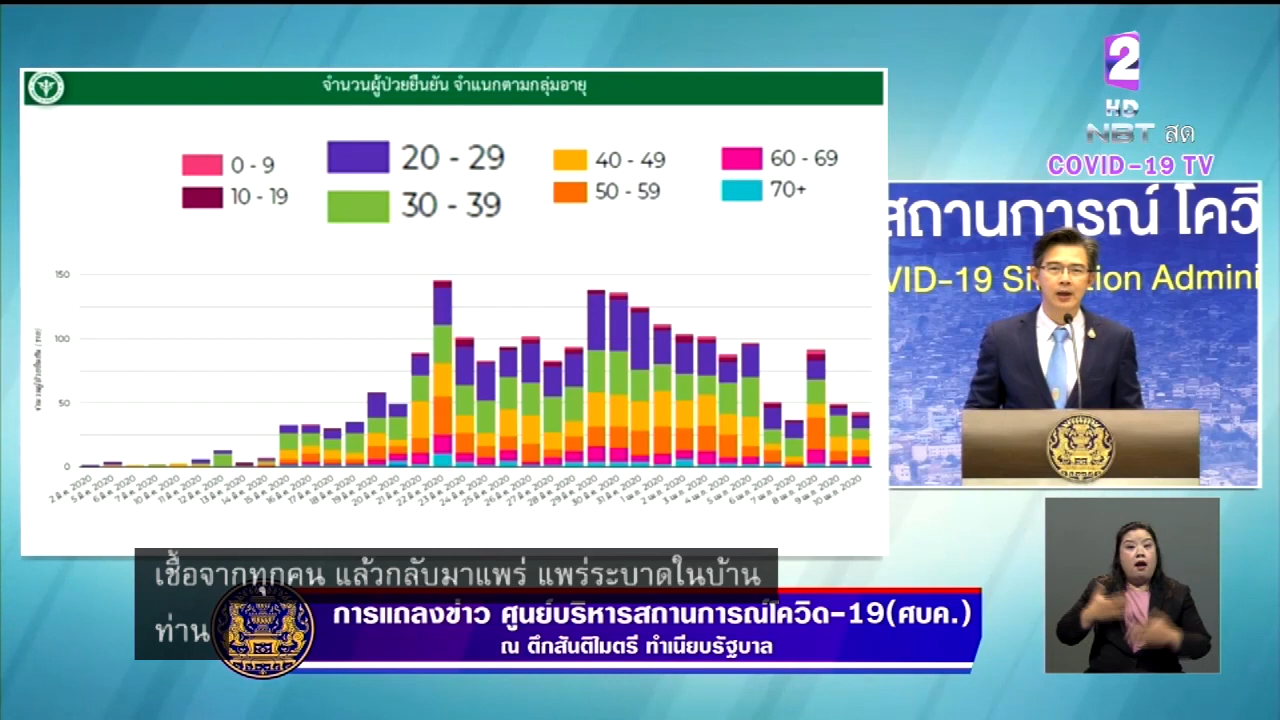 จำนวนผู้ป่วยยืนยัน จำแนกตามกลุ่มอายุ
0 - 9
10 - 19
20 - 29
30 - 39
40 - 49
50 - 59
60 - 69
70+
150
100
50
0
2
HD
NBT สด
COVID-19 TV
สถานการณ์ โควิ
VID-19 Si tion Admini
เชื้อจากทุกคน แล้วกลับมาแพร่ แพร่ระบาดในบ้าน
ท่าน
การแถลงข่าว ศูนย์บริหารสถานการณ์โควิด-19(ศบค.)
ณ ตึกสันติไมตรี ทำเนียบรัฐบาล